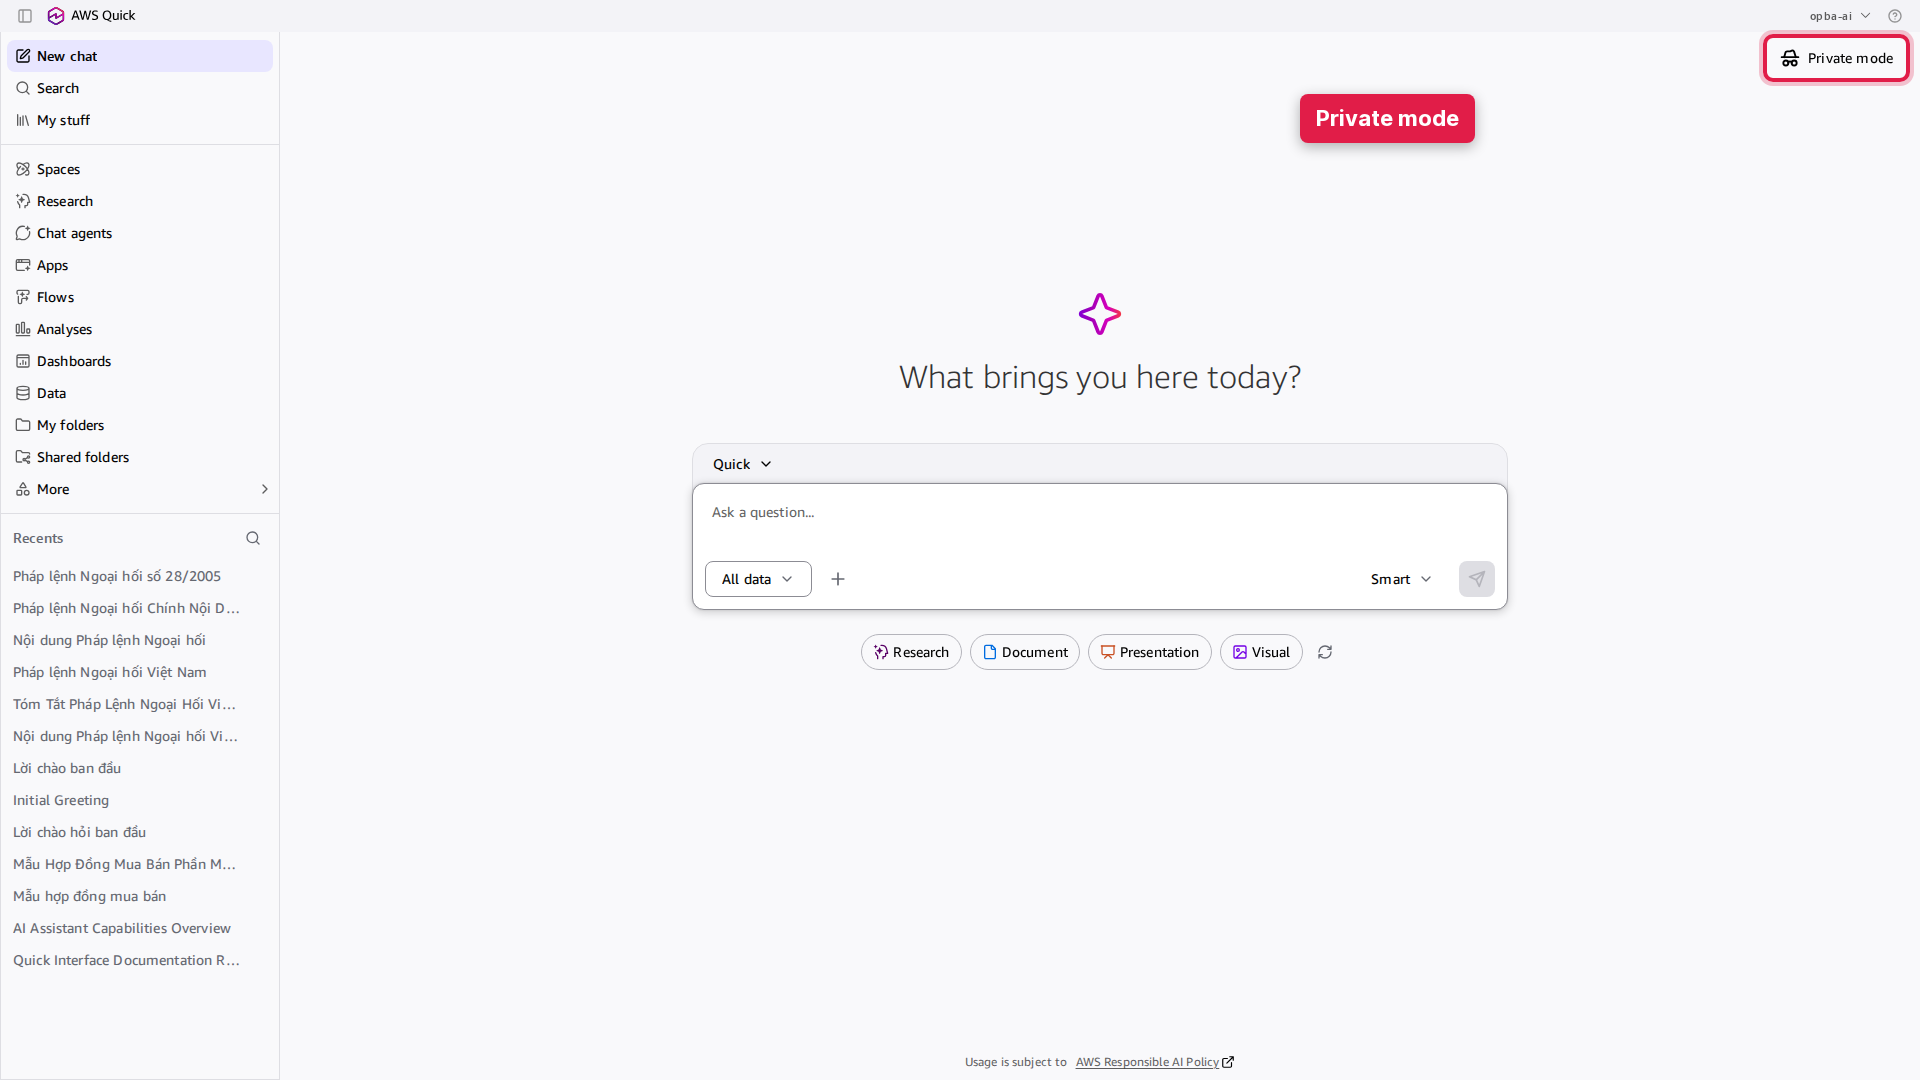 AWS Quick
opba-ai
New chat
Search
My stuff
Spaces
Research
Chat agents
Apps
Flows
Analyses
Dashboards
Data
My folders
Shared folders
More
Recents
Pháp lệnh Ngoại hối số 28/2005
Pháp lệnh Ngoại hối Chính Nội D...
Nội dung Pháp lệnh Ngoại hối
Pháp lệnh Ngoại hối Việt Nam
Tóm Tắt Pháp Lệnh Ngoại Hối Vi...
Nội dung Pháp lệnh Ngoại hối Vi...
Lời chào ban đầu
Initial Greeting
Lời chào hỏi ban đầu
Mẫu Hợp Đồng Mua Bán Phần M...
Mẫu hợp đồng mua bán
AI Assistant Capabilities Overview
Quick Interface Documentation R...
Private mode
Private mode
What brings you here today?
Quick
Ask a question...
All data
Smart
Research Document Presentation Visual
Usage is subject to AWS Responsible AI Policy